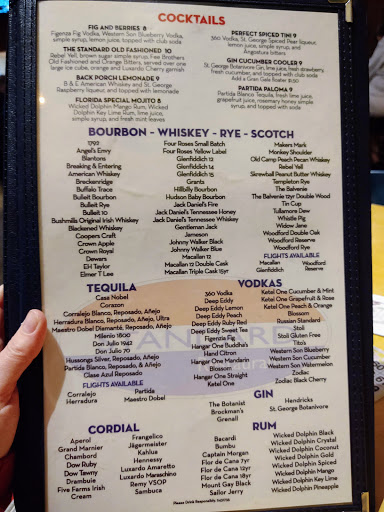 COCKTAILS
FIG AND BERRIES 8
Figenza Fig Vodka, Western Son Blueberry Vodka,
simple syrup, lemon juice, topped with club soda
THE STANDARD OLD FASHIONED 10
Rebel Yell, brown sugar simple syrup, Fee Brothers
Old Fashioned and Orange Bitters, served over one
large ice cube, orange and Luxardo Cherry garnish
BACK PORCH LEMONADE 9
B & E American Whiskey and St. George
Raspberry liqueur, and topped with lemonade
FLORIDA SPECIAL MOJITO 8
Wicked Dolphin Mango Rum, Wicked
Dolphin Key Lime Rum, lime juice,
simple syrup, and fresh mint leaves
PERFECT SPICED TINI 9
360 Vodka, St. George Spiced Pear liqueur,
lemon juice, simple syrup, and
Angostura bitters
GIN CUCUMBER COOLER 9
St. George Botanivore Gin, lime juice, fresh strawberry,
fresh cucumber, and topped with club soda
Add a Gran Gala floater $1.50
PARTIDA PALOMA 9
Partida Blanco Tequila, fresh lime juice,
grapefruit juice, rosemary honey simple
syrup, and topped with soda
BOURBON - WHISKEY - RYE - SCOTCH
1792
Angel's Envy
Blantons
Breaking & Entering
American Whiskey
Breckenridge
Buffalo Trace
Bulleit Bourbon
Bulleit Rye
Bulleit 10
Bushmills Original Irish Whiskey
Blackened Whiskey
Coopers Craft
Crown Apple
Crown Royal
Dewars
EH Taylor
Elmer T Lee
Four Roses Small Batch
Four Roses Yellow Label
Glenfiddich 12
Glenfiddich 14
Glenfiddich 15
Grants
Hillbilly Bourbon
Hudson Baby Bourbon
Jack Daniel's Fire
Jack Daniel's Tennessee Honey
Jack Daniel's Tennessee Whiskey
Gentleman Jack
Jameson
Johnny Walker Black
Johnny Walker Blue
Macallan 12
Macallan 12 Double Cask
Macallan Triple Cask 15yr
Makers Mark
Monkey Shoulder
Old Camp Peach Pecan Whiskey
Rebel Yell
Screwball Peanut Butter Whiskey
Templeton Rye
The Balvenie
The Balvenie 12yr Double Wood
Tin Cup
Tullamore Dew
Whistle Pig
Widow Jane
Woodford Double Oak
Woodford Reserve
Woodford Rye
FLIGHTS AVAILABLE
Macallan Woodford
Glenfiddich Reserve
TEQUILA
Casa Nobel
Corazon
Corralejo Blanco, Reposado, Añejo
Herradura Blanco, Reposado, Añejo, Ultra
Maestro Dobel Diamanté, Reposado, Añejo
Milenio 1800
Don Julio 1942
Don Julio 70
Hussongs Silver, Reposado, Añejo
Partida Blanco, Reposado, & Añejo
Clase Azul Reposado
FLIGHTS AVAILABLE
Corralejo Partida
Herradura Maestro Dobel
VODKAS
360 Vodka
Deep Eddy
Deep Eddy Lemon
Deep Eddy Peach
Deep Eddy Ruby Red
Deep Eddy Sweet Tea
Figenza Fig
Hangar One Buddha's
Hand Citron
Hangar One Mandarin
Blossom
Hangar One Straight
Ketel One
Ketel One Cucumber & Mint
Ketel One Grapefruit & Rose
Ketel One Peach & Orange
Blossom
Russian Standard
Stoli
Stoli Gluten Free
Tito's
Western Son Blueberry
Western Son Cucumber
Western Son Watermelon
Zodiac
Zodiac Black Cherry
GIN
The Botanist
Brockman's
Grenall
Hendricks
St. George Botanivore
CORDIAL
Aperol
Grand Marnier
Chambord
Dow Ruby
Dow Tawny
Drambuie
Five Farms Irish
Cream
Frangelico
Jägermeister
Kahlua
Hennessy
Luxardo Amaretto
Luxardo Maraschino
Remy VSOP
Sambuca
RUM
Bacardi
Bumbu
Captain Morgan
Flor de Cana 7yr
Flor de Cana 12yr
Flor de Cana 18yr
Mount Gay Black
Sailor Jerry
Wicked Dolphin Black
Wicked Dolphin Crystal
Wicked Dolphin Coconut
Wicked Dolphin Gold
Wicked Dolphin Spiced
Wicked Dolphin Mango
Wicked Dolphin Key Lime
Wicked Dolphin Pineapple
Please Drink Responsibly